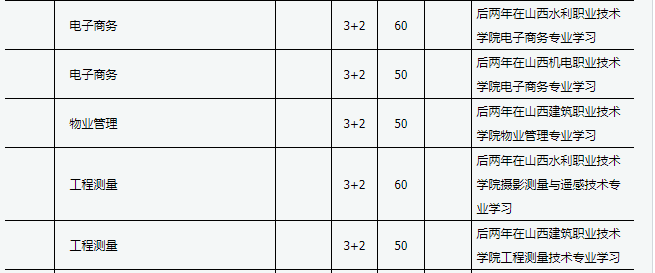 电子商务 3+2 60 后两年在山西水利职业技术
学院电子商务专业学习
电子商务 3+2 50 后两年在山西机电职业技术
学院电子商务专业学习
物业管理 3+2 50 后两年在山西建筑职业技术
学院物业管理专业学习
工程测量 3+2 60 后两年在山西水利职业技术
学院摄影测量与遥感技术专
业学习
工程测量 3+2 50 后两年在山西建筑职业技术
学院工程测量技术专业学习